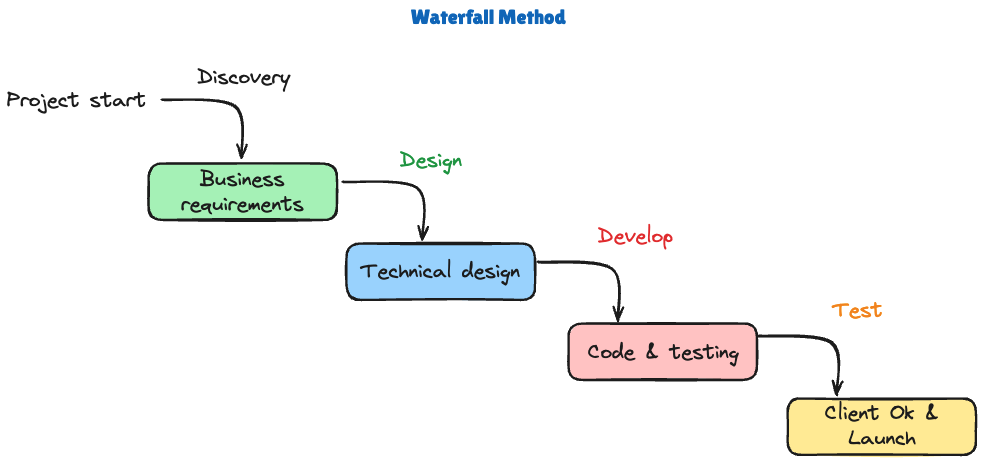 Waterfall Method
Discovery
Project start
Design
Business
requirements
Develop
Technical design
Test
Code & testing
Client Ok &
Launch